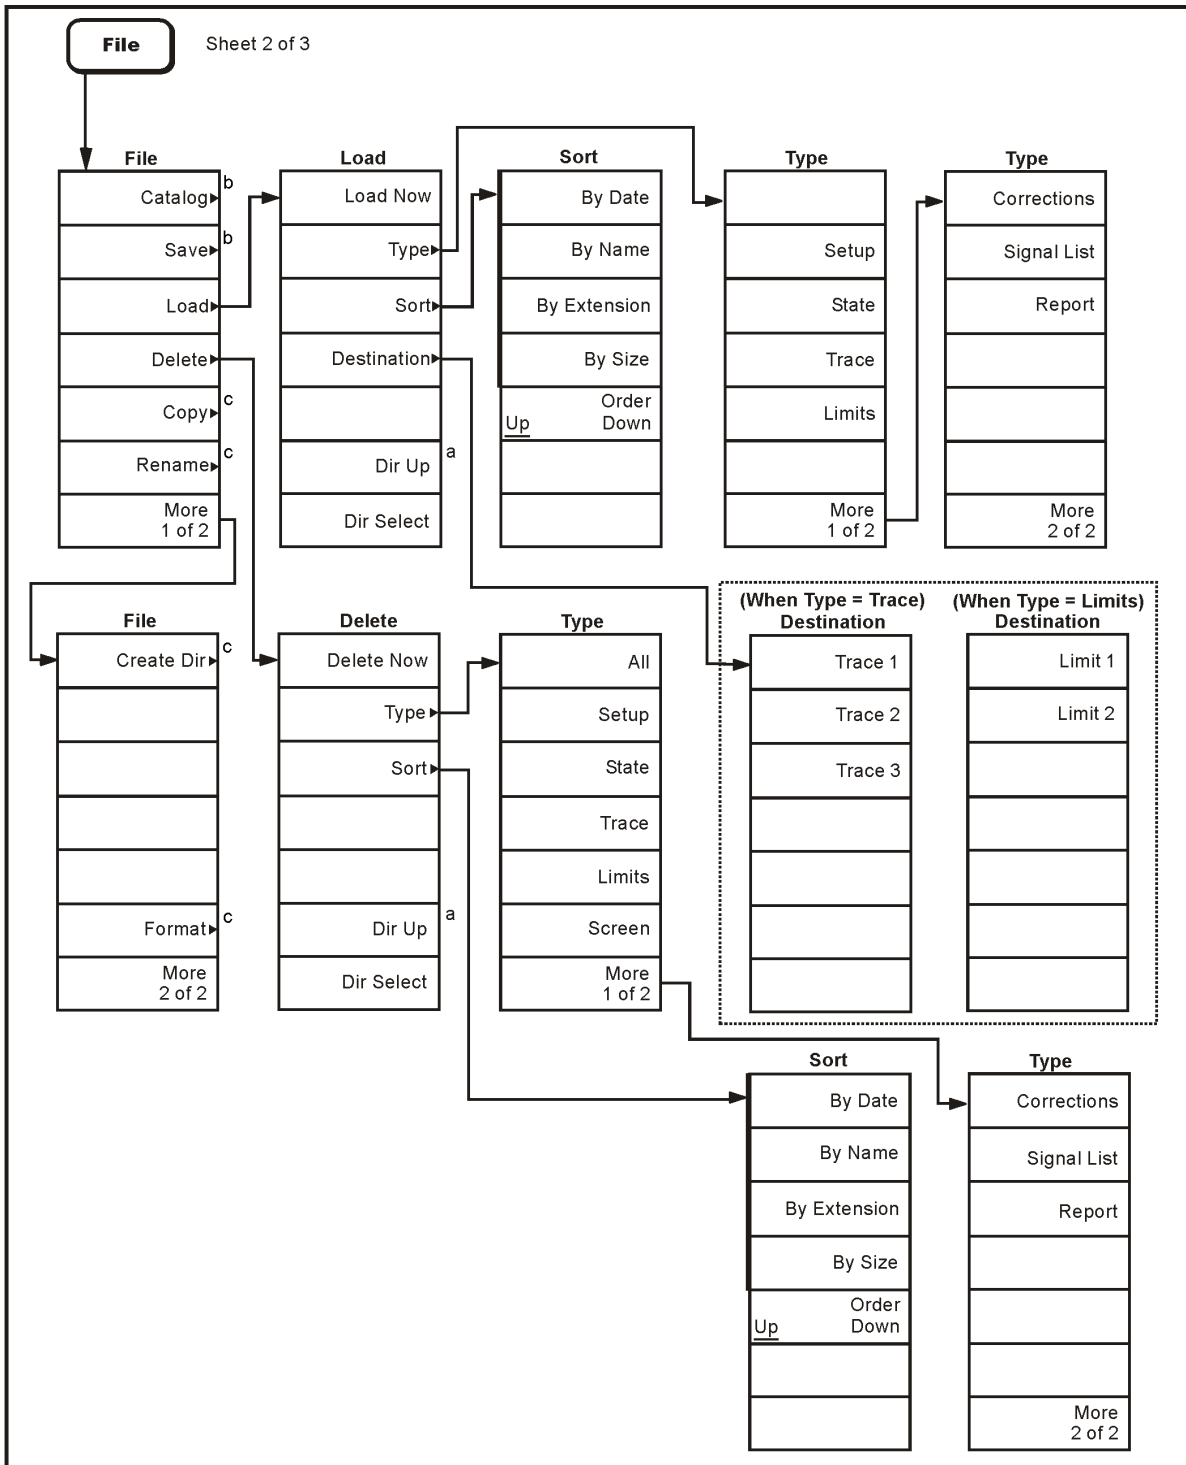 File
Sheet 2 of 3
File
Catalog
b
Save
b
Load
Delete
Copy
c
Rename
c
More
1 of 2
Load
Load Now
Type
Sort
Destination
Dir Up
a
Dir Select
Sort
By Date
By Name
By Extension
By Size
Order
Up Down
Type
Setup
State
Trace
Limits
More
1 of 2
Type
Corrections
Signal List
Report
More
2 of 2
File
Create Dir
c
Format
c
More
2 of 2
Delete
Delete Now
Type
Sort
Dir Up
a
Dir Select
Type
All
Setup
State
Trace
Limits
Screen
More
1 of 2
(When Type = Trace)
Destination
Trace 1
Trace 2
Trace 3
(When Type = Limits)
Destination
Limit 1
Limit 2
Sort
By Date
By Name
By Extension
By Size
Order
Up Down
Type
Corrections
Signal List
Report
More
2 of 2